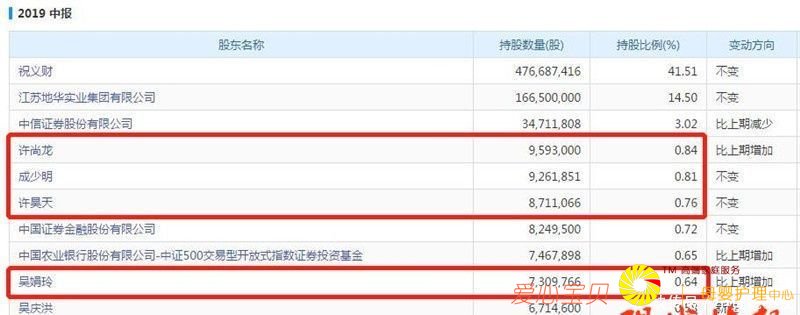 2019 中报
股东名称 持股数量(股) 持股比例(%) 变动方向
祝义财 476,687,416 41.51 不变
江苏地华实业集团有限公司 166,500,000 14.50 不变
中信证券股份有限公司 34,711,808 3.02 比上期减少
许尚龙 9,593,000 0.84 比上期增加
成少明 9,261,851 0.81 不变
许昊天 8,711,066 0.76 不变
中国证券金融股份有限公司 8,249,500 0.72 不变
中国农业银行股份有限公司-中证500交易型开放式指数证券投资基金 7,467,898 0.65 比上期增加
吴娟玲 7,309,766 0.64 比上期增加
TM 高端家庭服务
爱心宝贝 母婴护理中心
吴庆洪 6,714,600